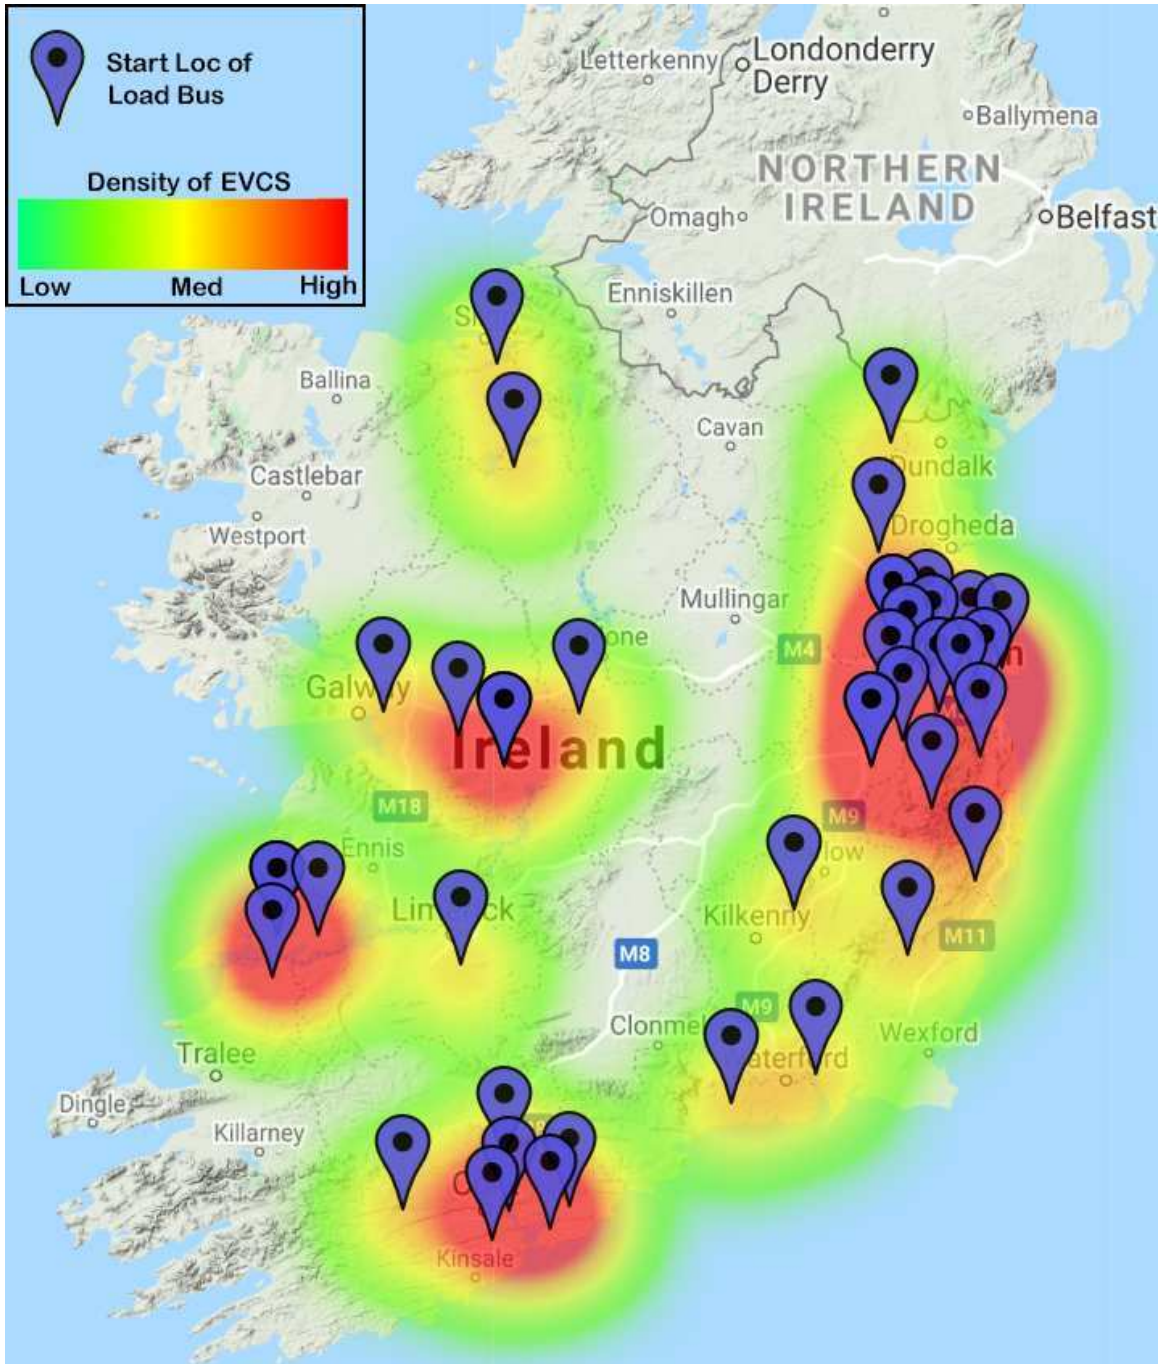 Start Loc of
Load Bus
Density of EVCS
Low Med High
Letterkenny
Londonderry
Derry
Ballymena
NORTHERN
IRELAND
Omagh
Belfast
Enniskillen
Ballina
Cavan
Castlebar
Dundalk
Westport
Drogheda
Mullingar
M4
Galway
Ireland
M18
M9
Ennis
Kilkenny
M11
M8
M9
Clonmel
Wexford
Tralee
Dingle
Killarney
Kinsale